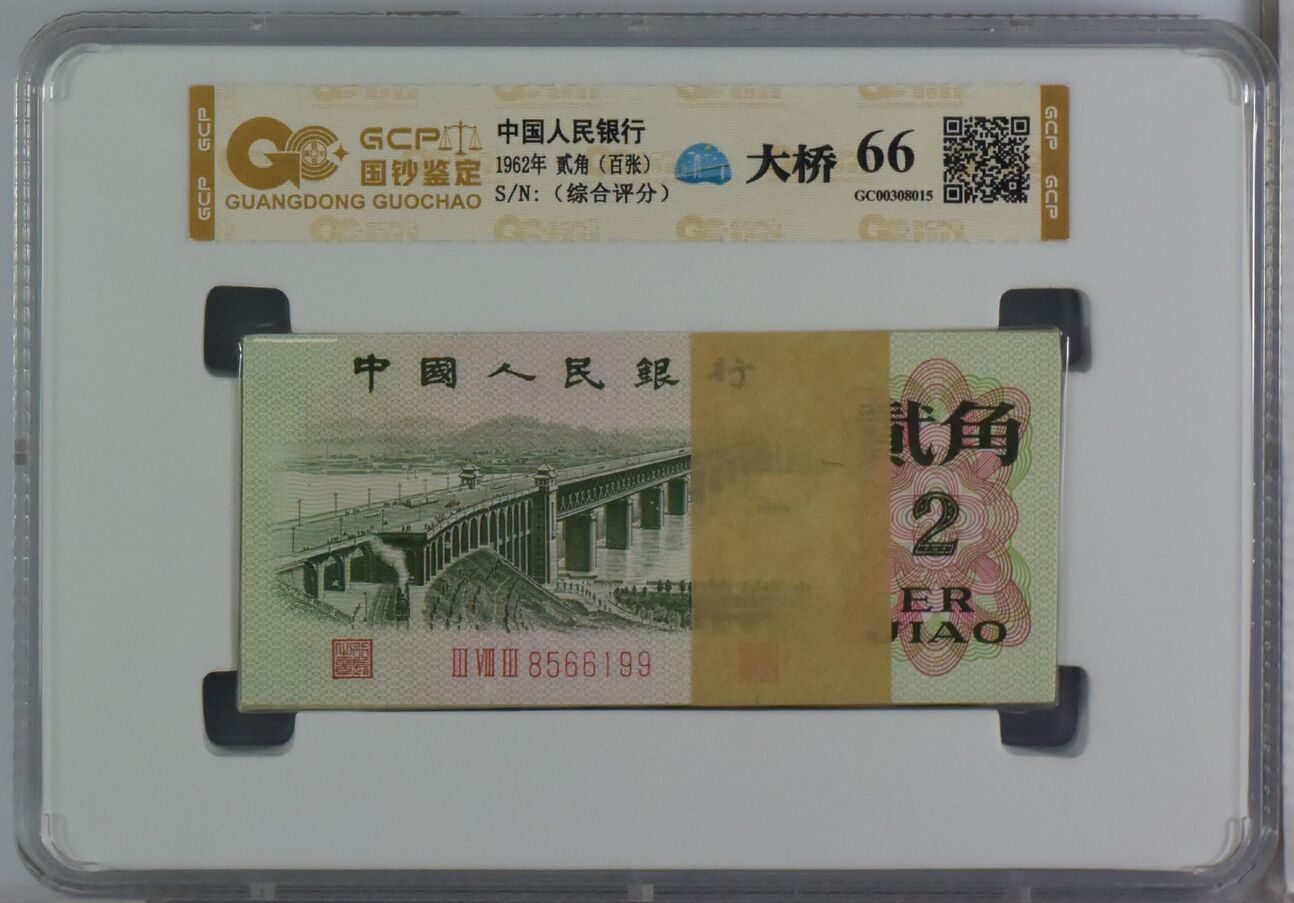 GCP
GCP
GCP
国钞鉴定
GUANGDONG GUOCHAO
中国人民银行
1962年 贰角（百张）
S/N:（综合评分）
大桥
66
GC00308015
GCP
GCP
中國人民銀行
贰角
2
ER
JIAO
III VIII III 8566199